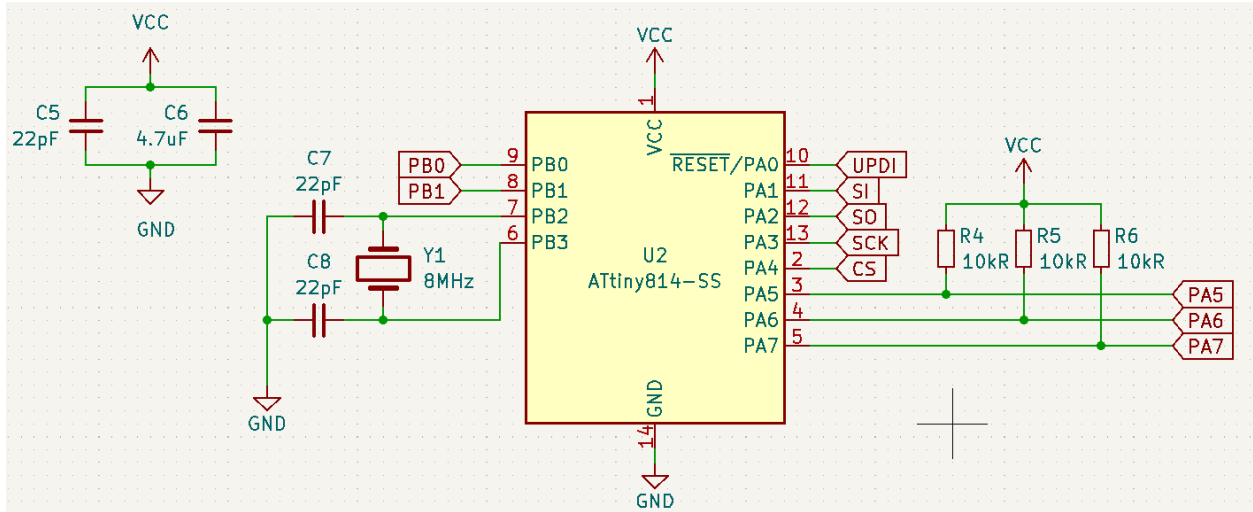 VCC
C5
22pF
C6
4.7uF
GND
C7
22pF
C8
22pF
GND
Y1
8MHz
PB0
PB1
9
8
7
6
PB0
PB1
PB2
PB3
VCC
1
VCC
RESET/PA0
PA1
PA2
PA3
PA4
PA5
PA6
PA7
U2
ATtiny814-SS
GND
14
GND
10
11
12
13
2
3
4
5
UPDI
SI
SO
SCK
CS
VCC
R4
10kR
R5
10kR
R6
10kR
PA5
PA6
PA7